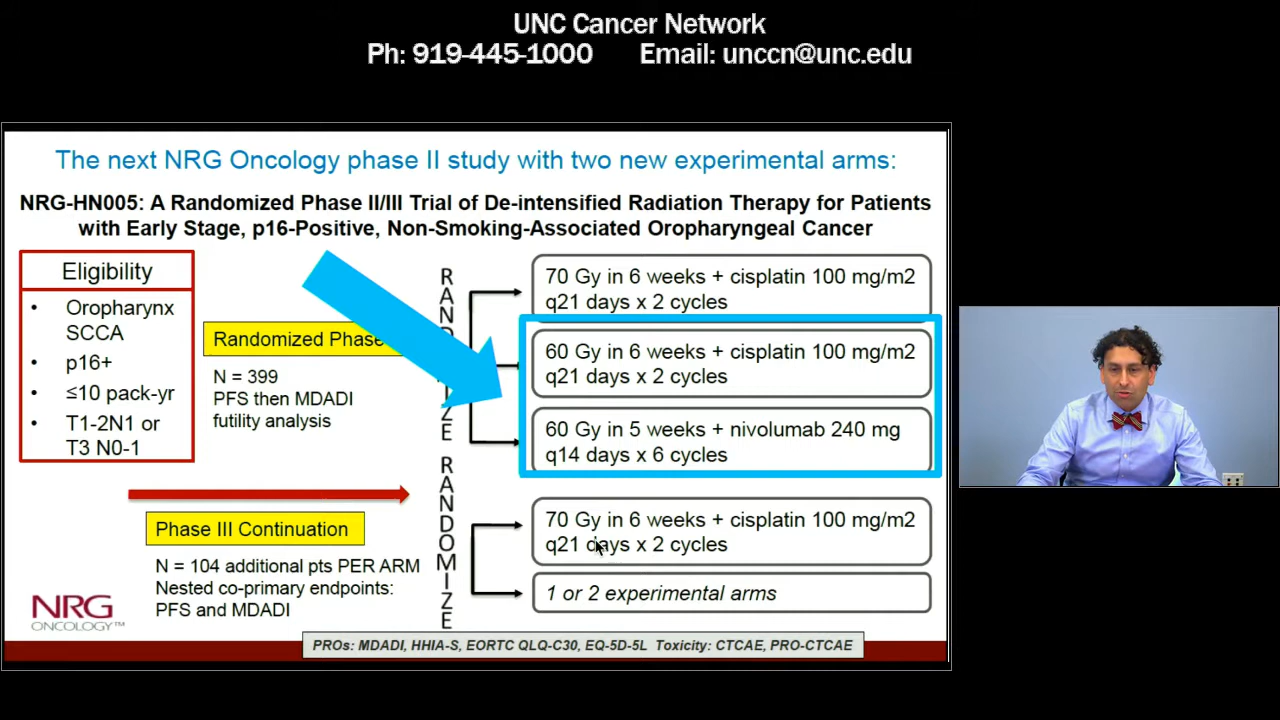 UNC Cancer Network
Ph: 919-445-1000 Email: unccn@unc.edu
The next NRG Oncology phase II study with two new experimental arms:
NRG-HN005: A Randomized Phase II/III Trial of De-intensified Radiation Therapy for Patients
with Early Stage, p16-Positive, Non-Smoking-Associated Oropharyngeal Cancer
Eligibility
• Oropharynx
SCCA
• p16+
• ≤10 pack-yr
• T1-2N1 or
T3 N0-1
Randomized Phase
N = 399
PFS then MDADI
futility analysis
RANDOMIZE
70 Gy in 6 weeks + cisplatin 100 mg/m2
q21 days x 2 cycles
60 Gy in 6 weeks + cisplatin 100 mg/m2
q21 days x 2 cycles
60 Gy in 5 weeks + nivolumab 240 mg
q14 days x 6 cycles
Phase III Continuation
N = 104 additional pts PER ARM
Nested co-primary endpoints:
PFS and MDADI
RANDOMIZE
70 Gy in 6 weeks + cisplatin 100 mg/m2
q21 days x 2 cycles
1 or 2 experimental arms
NRG
ONCOLOGY™
PROs: MDADI, HHIA-S, EORTC QLQ-C30, EQ-5D-5L Toxicity: CTCAE, PRO-CTCAE